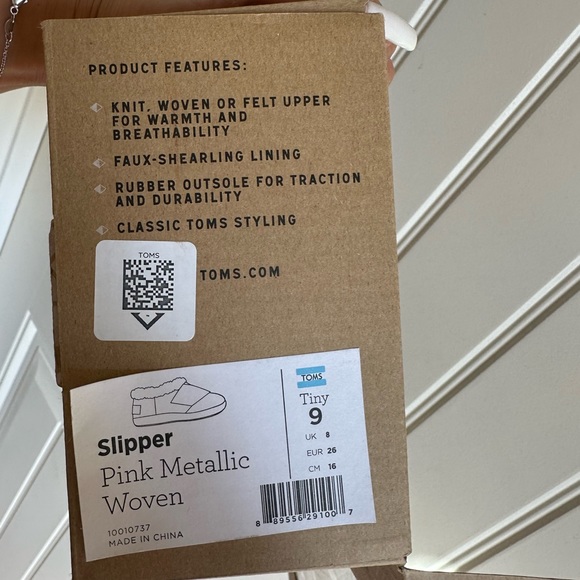 PRODUCT FEATURES:
KNIT, WOVEN OR FELT UPPER
FOR WARMTH AND
BREATHABILITY
FAUX-SHEARLING LINING
RUBBER OUTSOLE FOR TRACTION
AND DURABILITY
CLASSIC TOMS STYLING
TOMS
TOMS.COM
Slipper
Pink Metallic
Woven
10010737
MADE IN CHINA
TOMS
Tiny
9
UK 8
EUR 26
CM 16
8 89556 29100 7